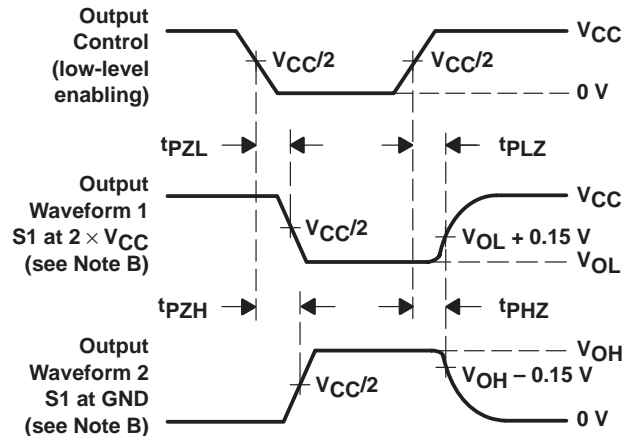 Output
Control
(low-level
enabling)
VCC
VCC/2
VCC/2
0 V
tPZL
tPLZ
Output
Waveform 1
S1 at 2 × VCC
(see Note B)
VCC
VCC/2
VOL + 0.15 V
VOL
tPZH
tPHZ
Output
Waveform 2
S1 at GND
(see Note B)
VOH
VCC/2
VOH – 0.15 V
0 V